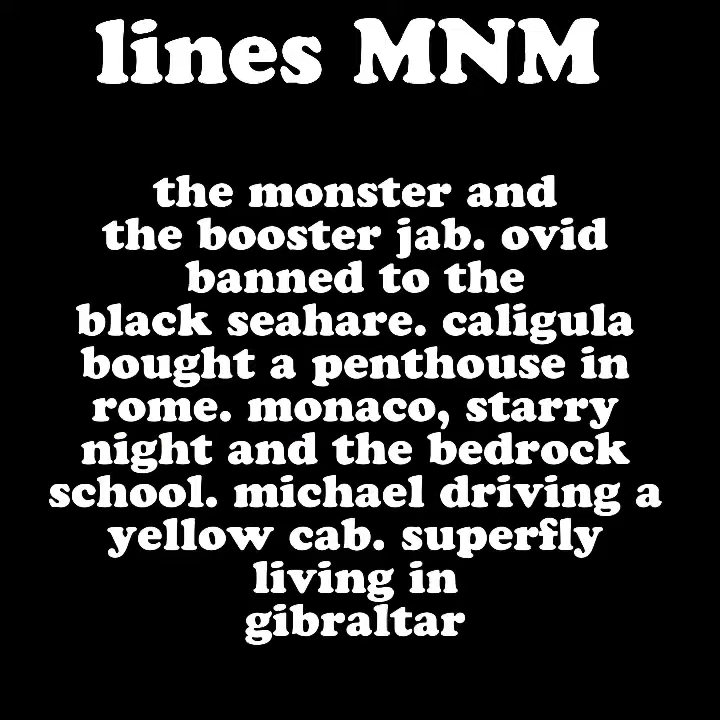 lines MNM
the monster and
the booster jab. ovid
banned to the
black seahare. caligula
bought a penthouse in
rome. monaco, starry
night and the bedrock
school. michael driving a
yellow cab. superfly
living in
gibraltar